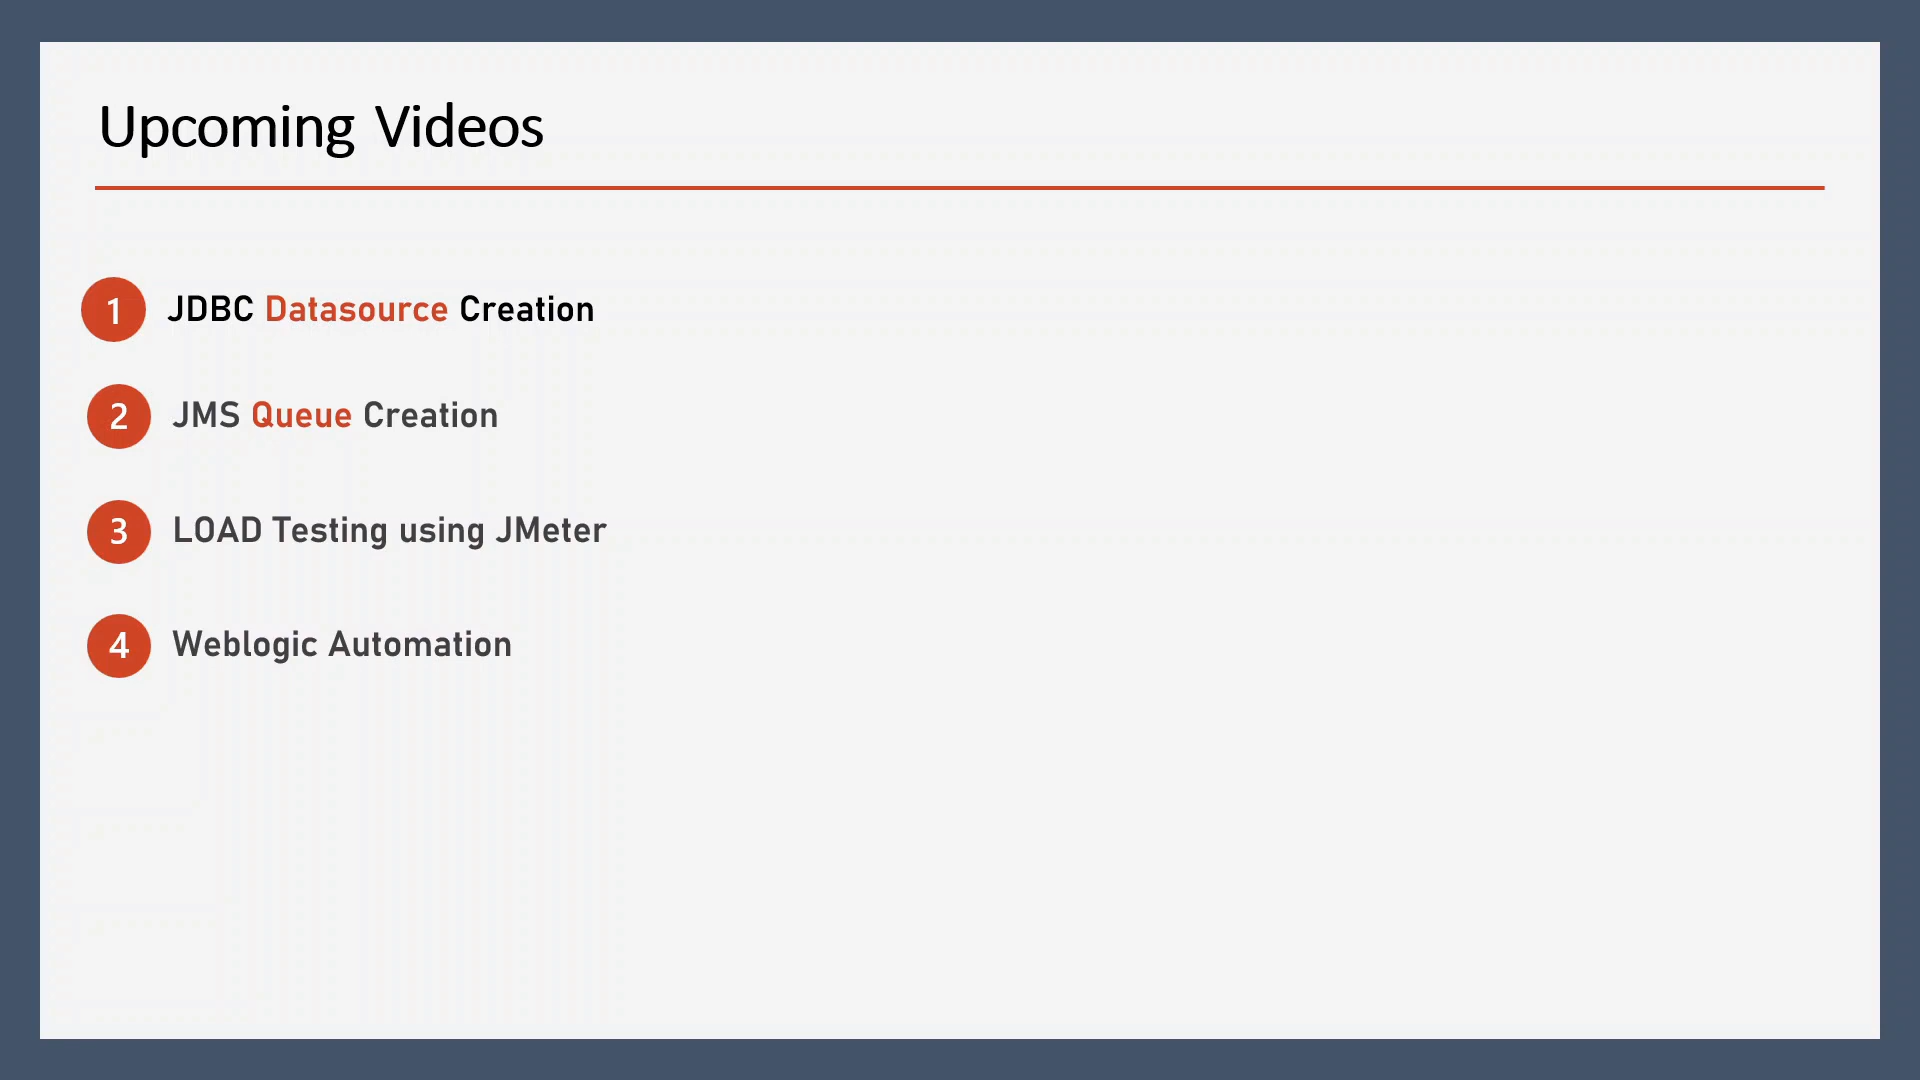 Upcoming Videos
1 JDBC Datasource Creation
2 JMS Queue Creation
3 LOAD Testing using JMeter
4 Weblogic Automation